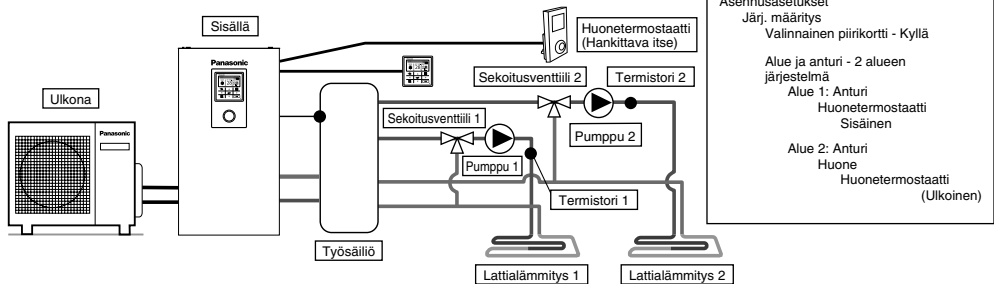 Ulkona
Panasonic
Sisällä
Panasonic
Huonetermostaatti
(Hankittava itse)
Sekoitusventtiili 2
Termistori 2
Sekoitusventtiili 1
Pumppu 2
Pumppu 1
Termistori 1
Työsäiliö
Lattialämmitys 1
Lattialämmitys 2
Asennusasetukset
Järj. määritys
Valinnainen piirikortti - Kyllä
Alue ja anturi - 2 alueen
järjestelmä
Alue 1: Anturi
Huonetermostaatti
Sisäinen
Alue 2: Anturi
Huone
Huonetermostaatti
(Ulkoinen)